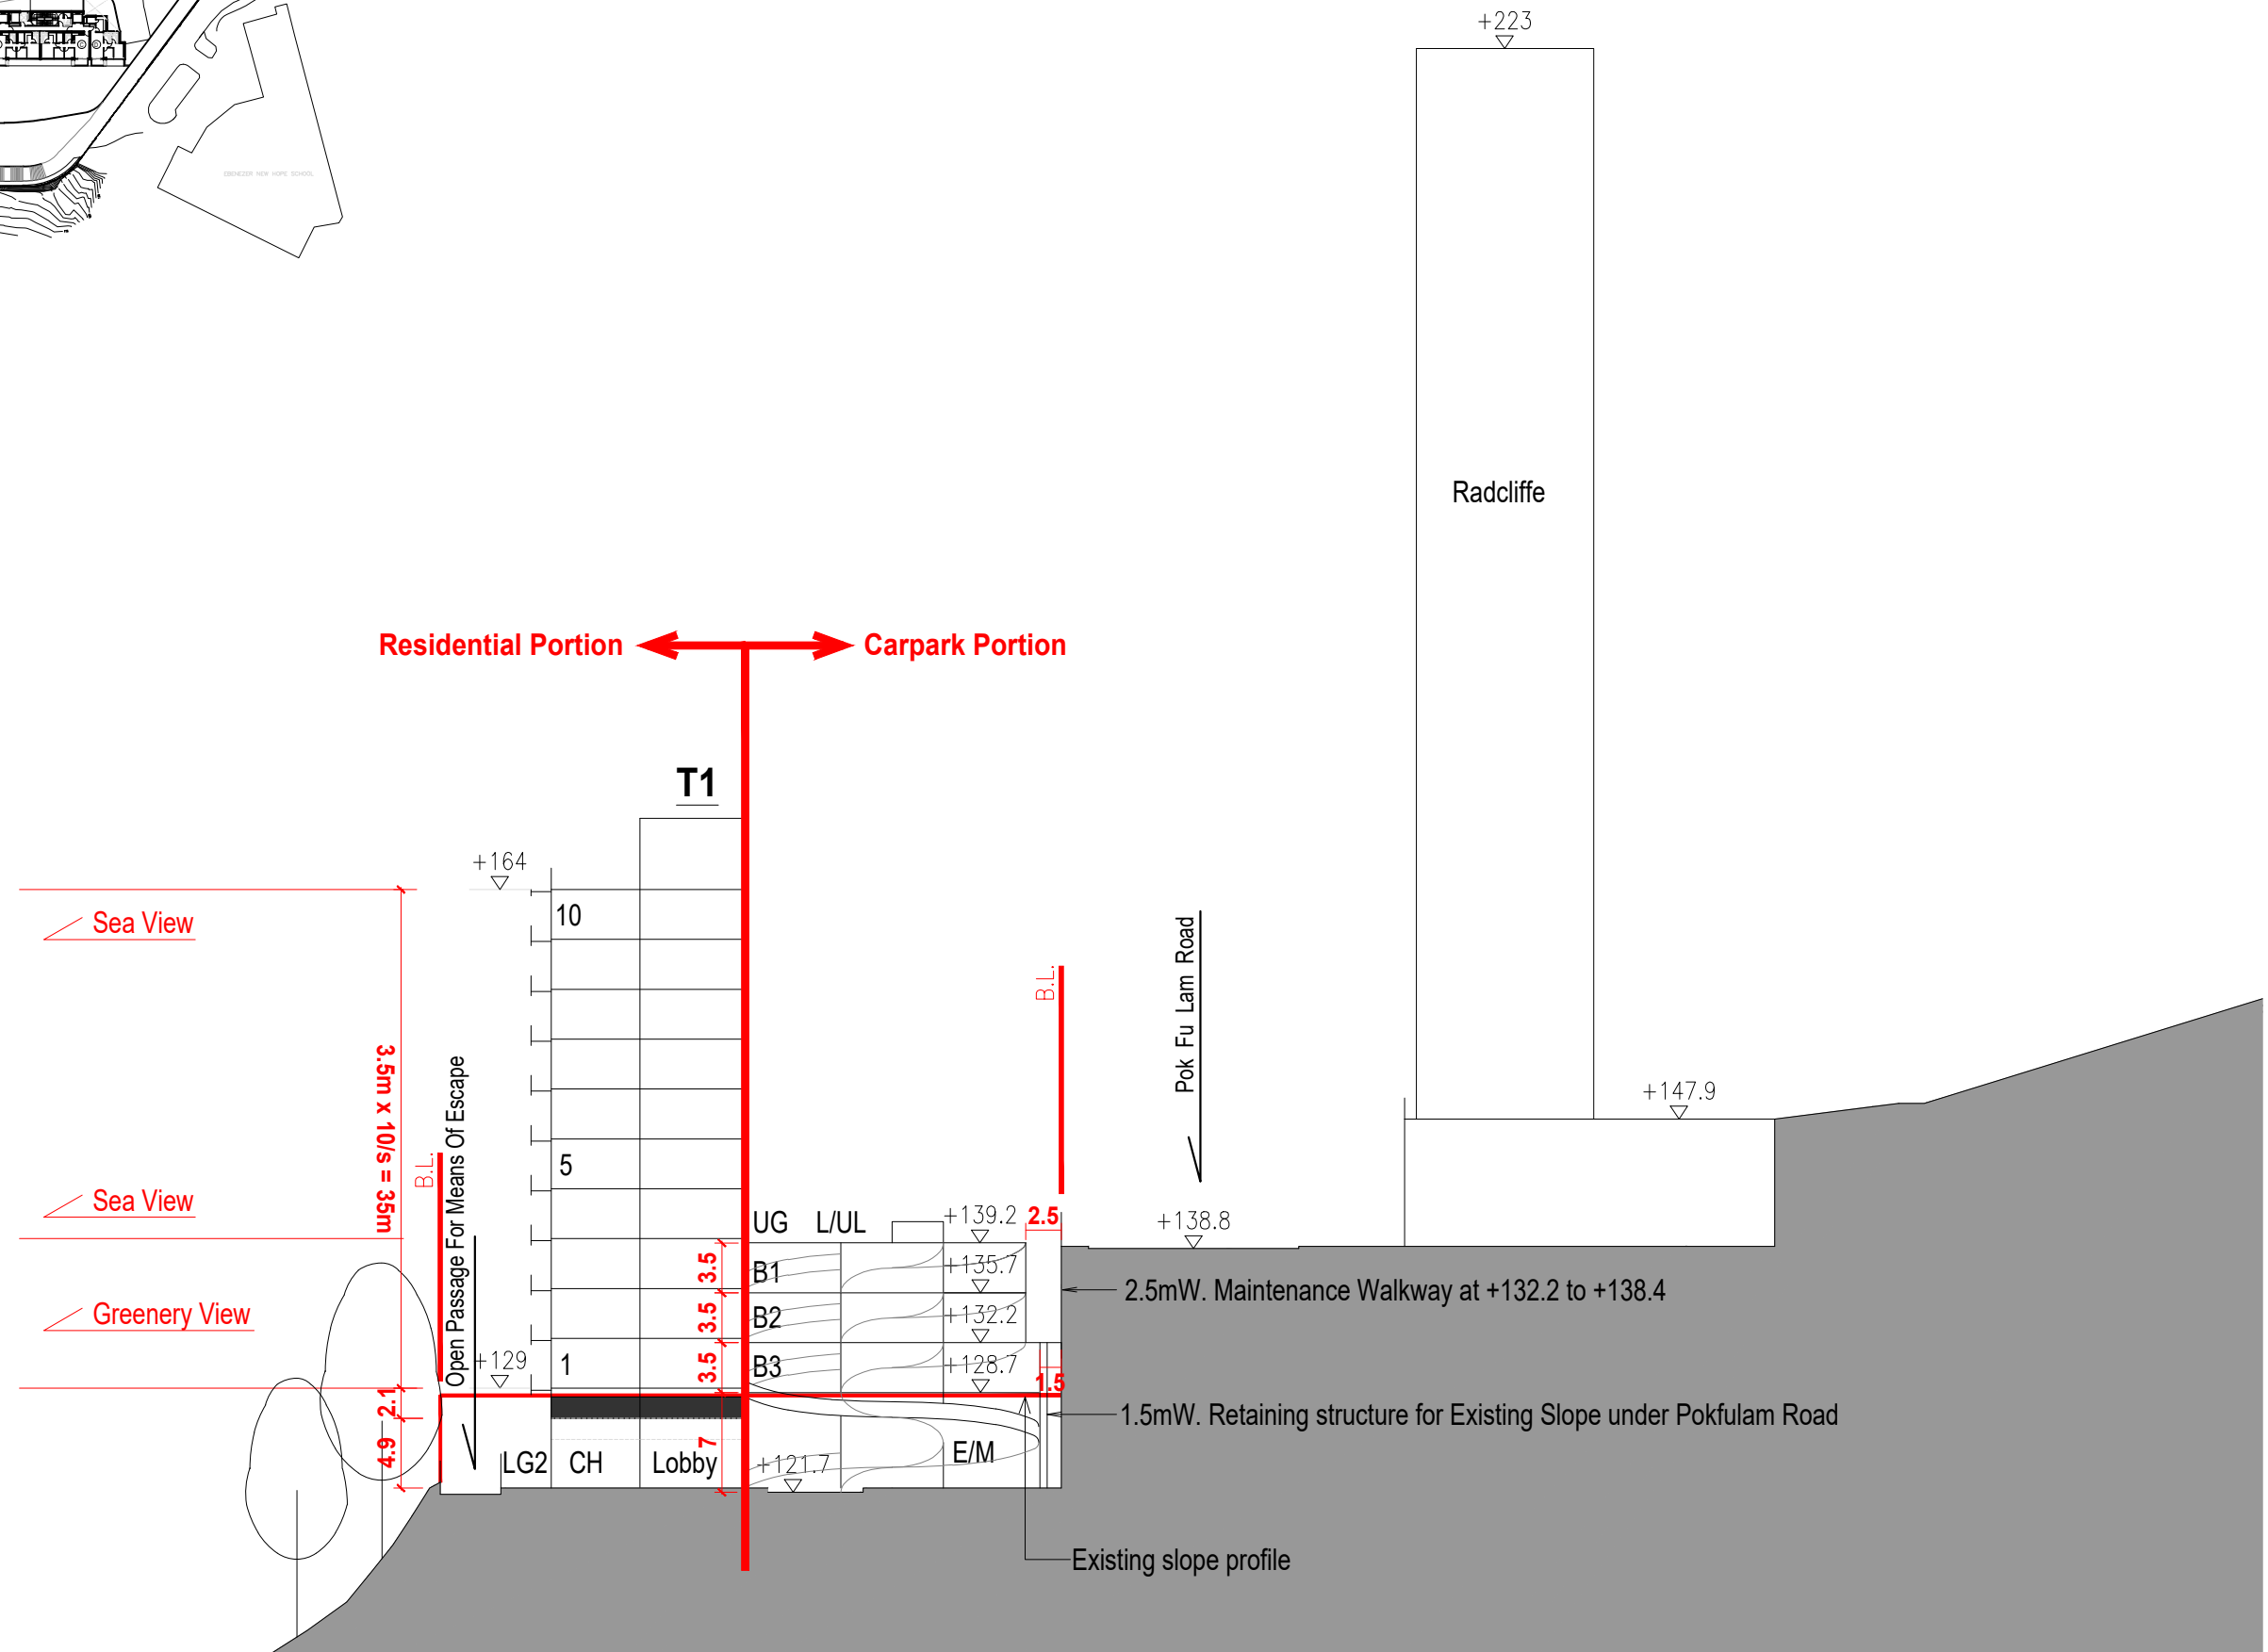 +223
EBENEZER NEW HOPE SCHOOL
Radcliffe
Residential Portion
Carpark Portion
T1
+164
10
Sea View
Pok Fu Lam Road
B.L.
3.5m x 10/s = 35m
Open Passage For Means Of Escape
+147.9
B.L.
5
Sea View
UG
L/UL
+139.2
2.5
+138.8
3.5
B1
+135.7
2.5mW. Maintenance Walkway at +132.2 to +138.4
Greenery View
3.5
B2
+132.2
+129
1
3.5
B3
+128.7
1.5
2.1
1.5mW. Retaining structure for Existing Slope under Pokfulam Road
4.9
LG2
CH
Lobby
7
+121.7
E/M
Existing slope profile